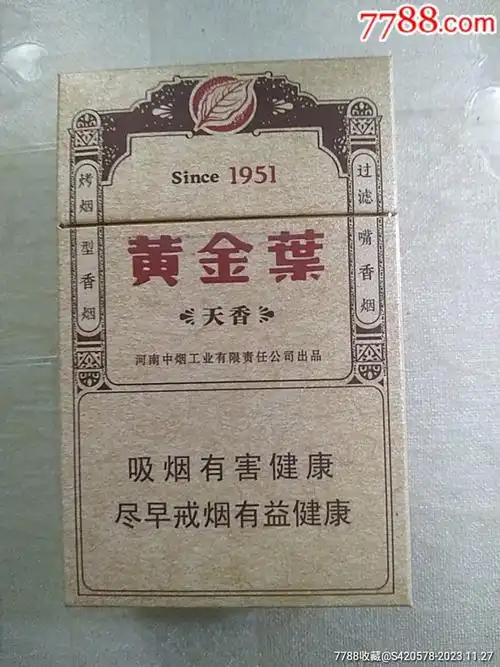 7788.com
Since 1951
烤烟型香烟
过滤嘴香烟
黄金葉
天香
河南中烟工业有限责任公司出品
吸烟有害健康
尽早戒烟有益健康
7788收藏@S420578-2023.11.27